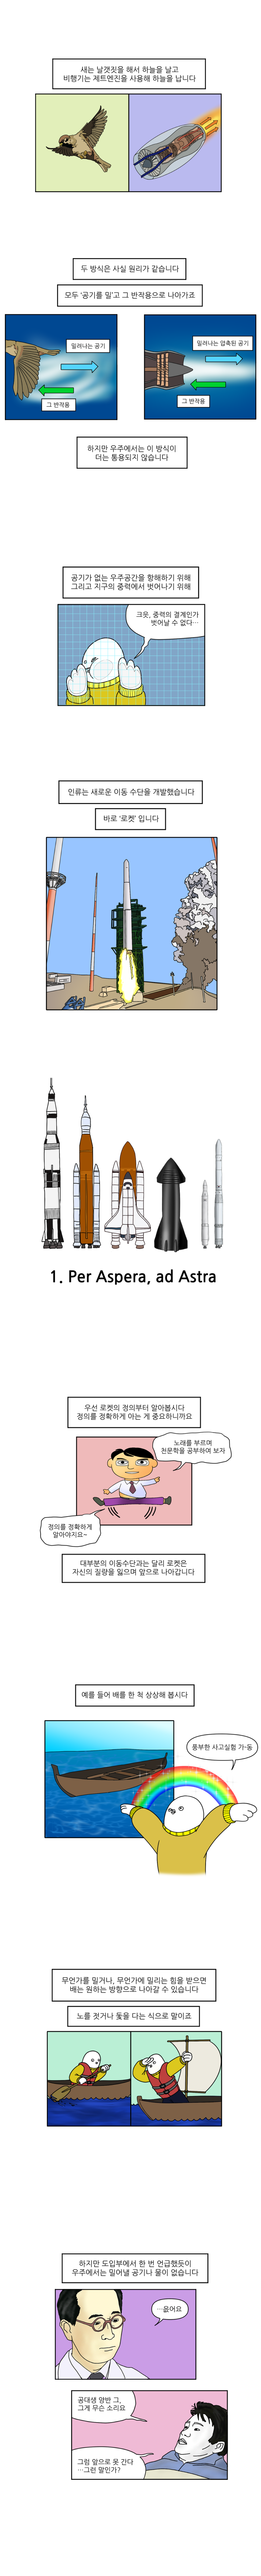 새는 날갯짓을 해서 하늘을 날고
비행기는 제트엔진을 사용해 하늘을 납니다
두 방식은 사실 원리가 같습니다
모두 '공기를 밀'고 그 반작용으로 나아가죠
밀려나는 공기
그 반작용
밀려나는 압축된 공기
그 반작용
하지만 우주에서는 이 방식이
더는 통용되지 않습니다
공기가 없는 우주공간을 항해하기 위해
그리고 지구의 중력에서 벗어나기 위해
크읏, 중력의 결계인가
벗어날 수 없다…
인류는 새로운 이동 수단을 개발했습니다
바로 '로켓' 입니다
1. Per Aspera, ad Astra
우선 로켓의 정의부터 알아봅시다
정의를 정확하게 아는 게 중요하니까요
노래를 부르며
천문학을 공부하여 보자
정의를 정확하게
알아야지요~
대부분의 이동수단과는 달리 로켓은
자신의 질량을 잃으며 앞으로 나아갑니다
예를 들어 배를 한 척 상상해 봅시다
풍부한 사고실험 가-동
무언가를 밀거나, 무언가에 밀리는 힘을 받으면
배는 원하는 방향으로 나아갈 수 있습니다
노를 젓거나 돛을 다는 식으로 말이죠
하지만 도입부에서 한 번 언급했듯이
우주에서는 밀어낼 공기나 물이 없습니다
…읎어요
공대생 양반 그,
그게 무슨 소리요
그럼 앞으로 못 간다
…그런 말인가?